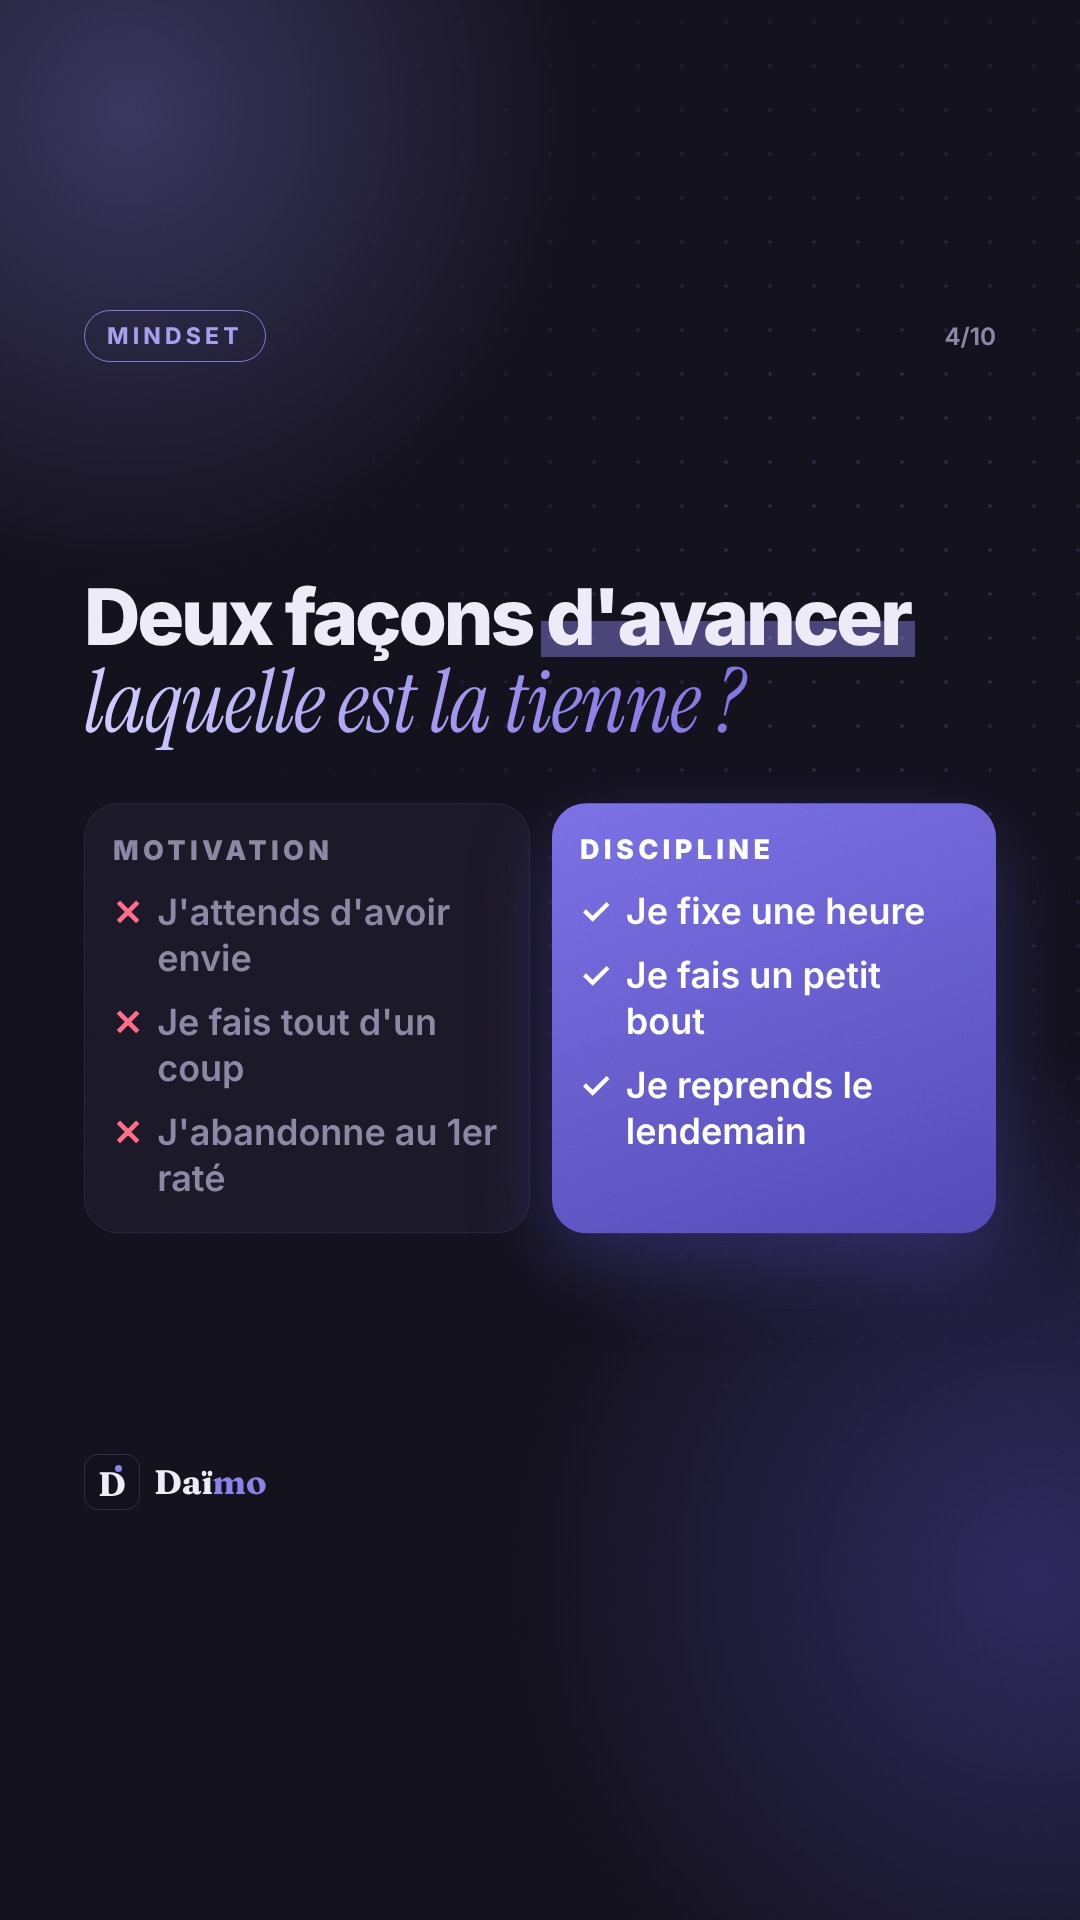 MINDSET
4/10
Deux façons d'avancer
laquelle est la tienne ?
MOTIVATION
✕ J'attends d'avoir
envie
✕ Je fais tout d'un
coup
✕ J'abandonne au 1er
raté
DISCIPLINE
✓ Je fixe une heure
✓ Je fais un petit
bout
✓ Je reprends le
lendemain
D Daïmo